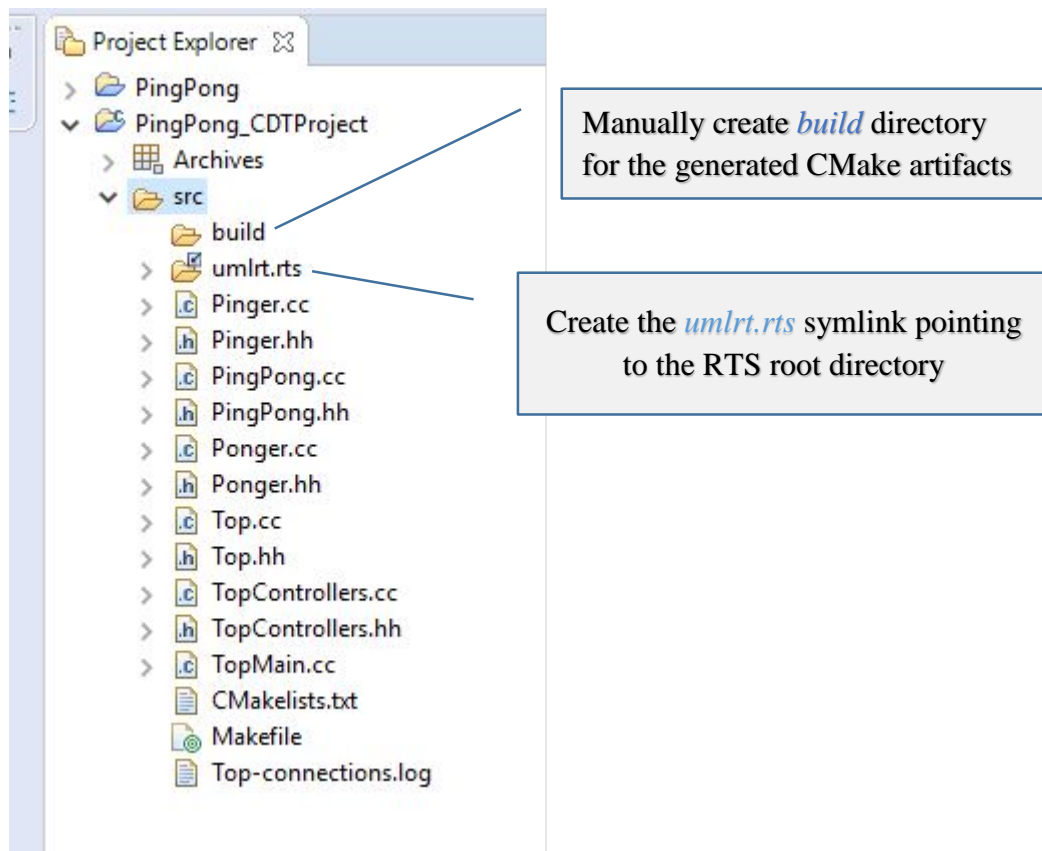 Project Explorer
PingPong
PingPong_CDTProject
Archives
src
build
umlrt.rts
Pinger.cc
Pinger.hh
PingPong.cc
PingPong.hh
Ponger.cc
Ponger.hh
Top.cc
Top.hh
TopControllers.cc
TopControllers.hh
TopMain.cc
CMakelists.txt
Makefile
Top-connections.log
Manually create build directory
for the generated CMake artifacts
Create the umlrt.rts symlink pointing
to the RTS root directory